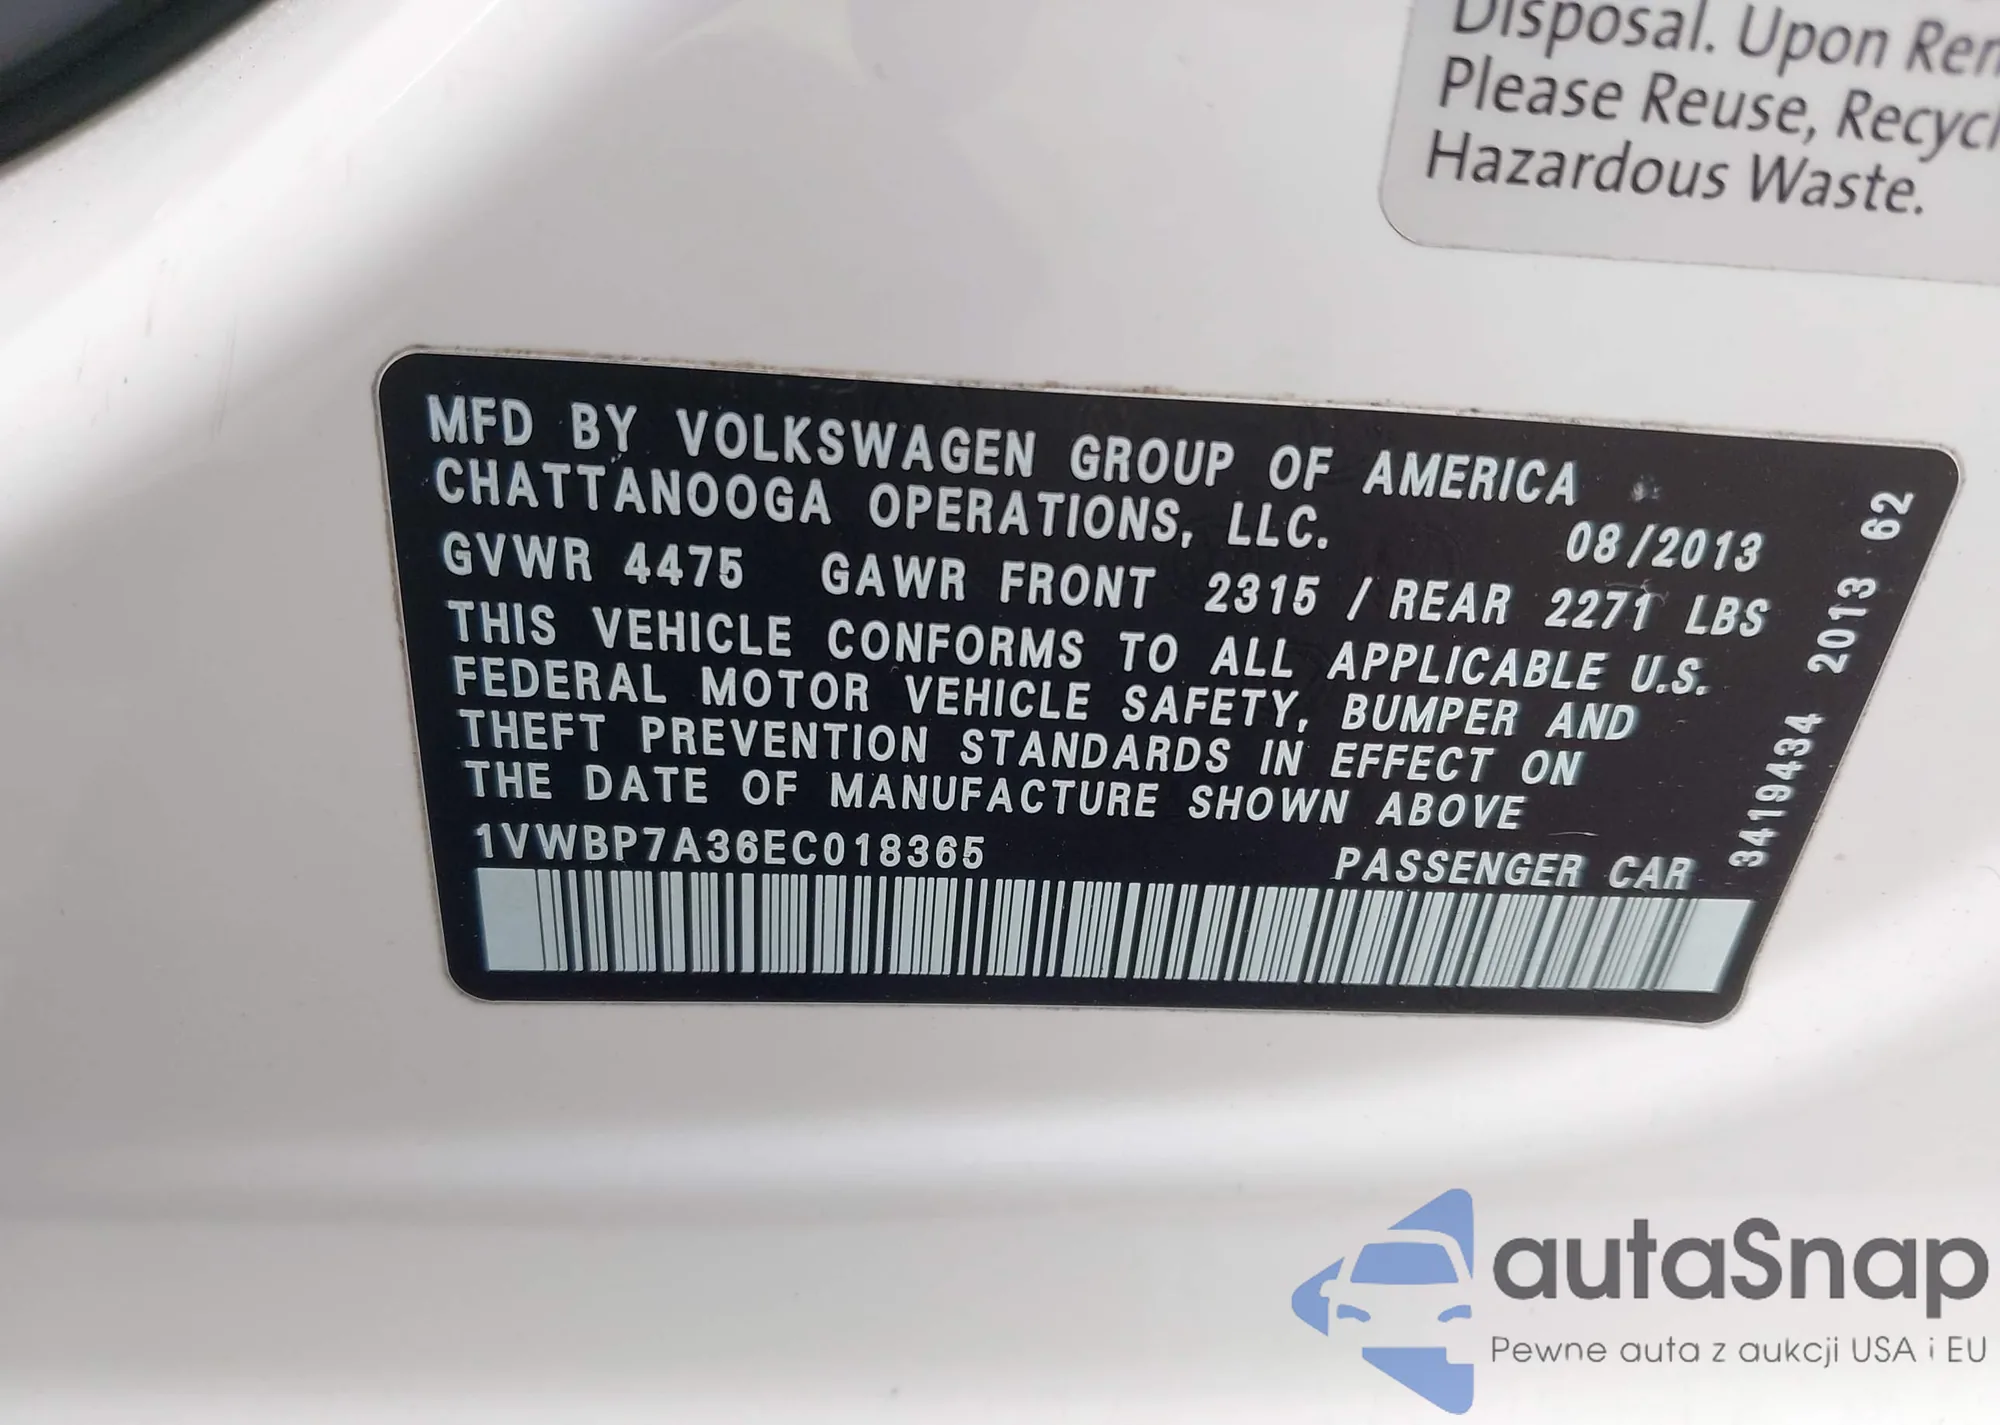 Disposal. Upon
Please Reuse,
Hazardous Waste.
MFD BY VOLKSWAGEN GROUP OF AMERICA
CHATTANOOGA OPERATIONS, LLC. 08/2013
GVWR 4475 GAWR FRONT 2315 / REAR 2271 LBS
THIS VEHICLE CONFORMS TO ALL APPLICABLE U.S.
FEDERAL MOTOR VEHICLE SAFETY, BUMPER AND
THEFT PREVENTION STANDARDS IN EFFECT ON
THE DATE OF MANUFACTURE SHOWN ABOVE
1VWBP7A36EC018365 PASSENGER CAR
3419434 2013 62
autaSnap
Pewne auta z aukcji USA i EU